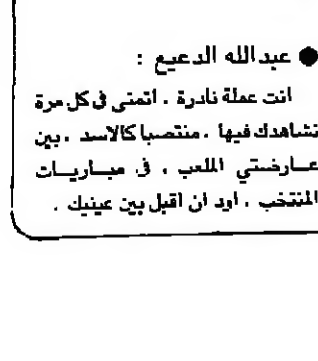 ● عبدالله الدعيع :
انت عملة نادرة . اتمنى في كل مرة
نشاهدك فيها . منتصبا كالاسد . بين
عارضتي الملعب . في مباريات
المنتخب . اود ان اقبل بين عينيك .